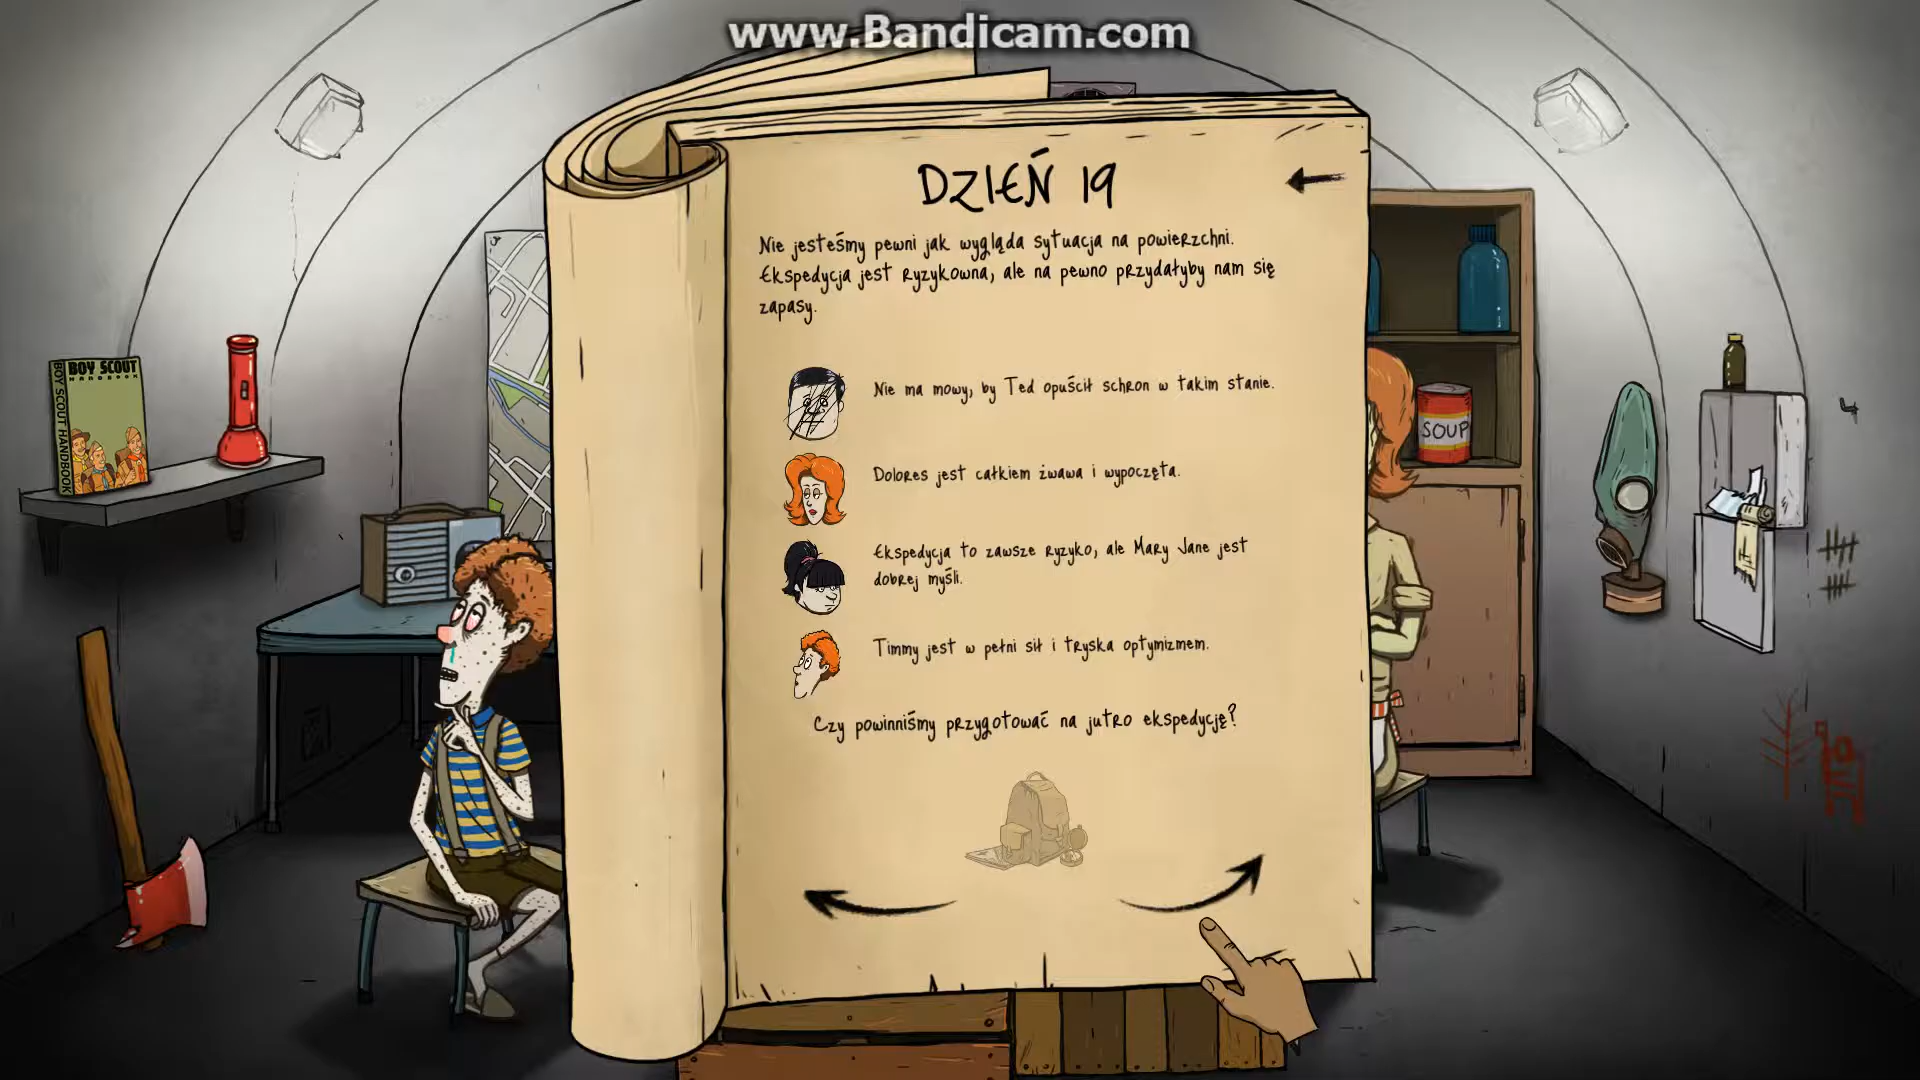 www.Bandicam.com
DZIEŃ 19
Nie jesteśmy pewni jak wygląda sytuacja na powierzchni.
Ekspedycja jest ryzykowna, ale na pewno przydałyby nam się
zapasy.
Nie ma mowy, by Ted opuścił schron w takim stanie.
Dolores jest całkiem żwawa i wypoczęta.
Ekspedycja to zawsze ryzyko, ale Mary Jane jest
dobrej myśli.
Timmy jest w pełni sił i tryska optymizmem.
Czy powinniśmy przygotować na jutro ekspedycję?
BOY SCOUT
HANDBOOK
BOY SCOUT HANDBOOK
SOUP